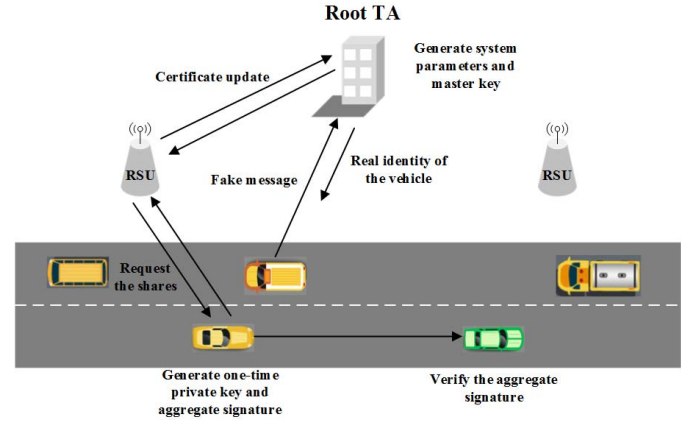 Root TA
Generate system
parameters and
master key
Certificate update
RSU
Fake message
Real identity of
the vehicle
RSU
Request
the shares
Generate one-time
private key and
aggregate signature
Verify the aggregate
signature